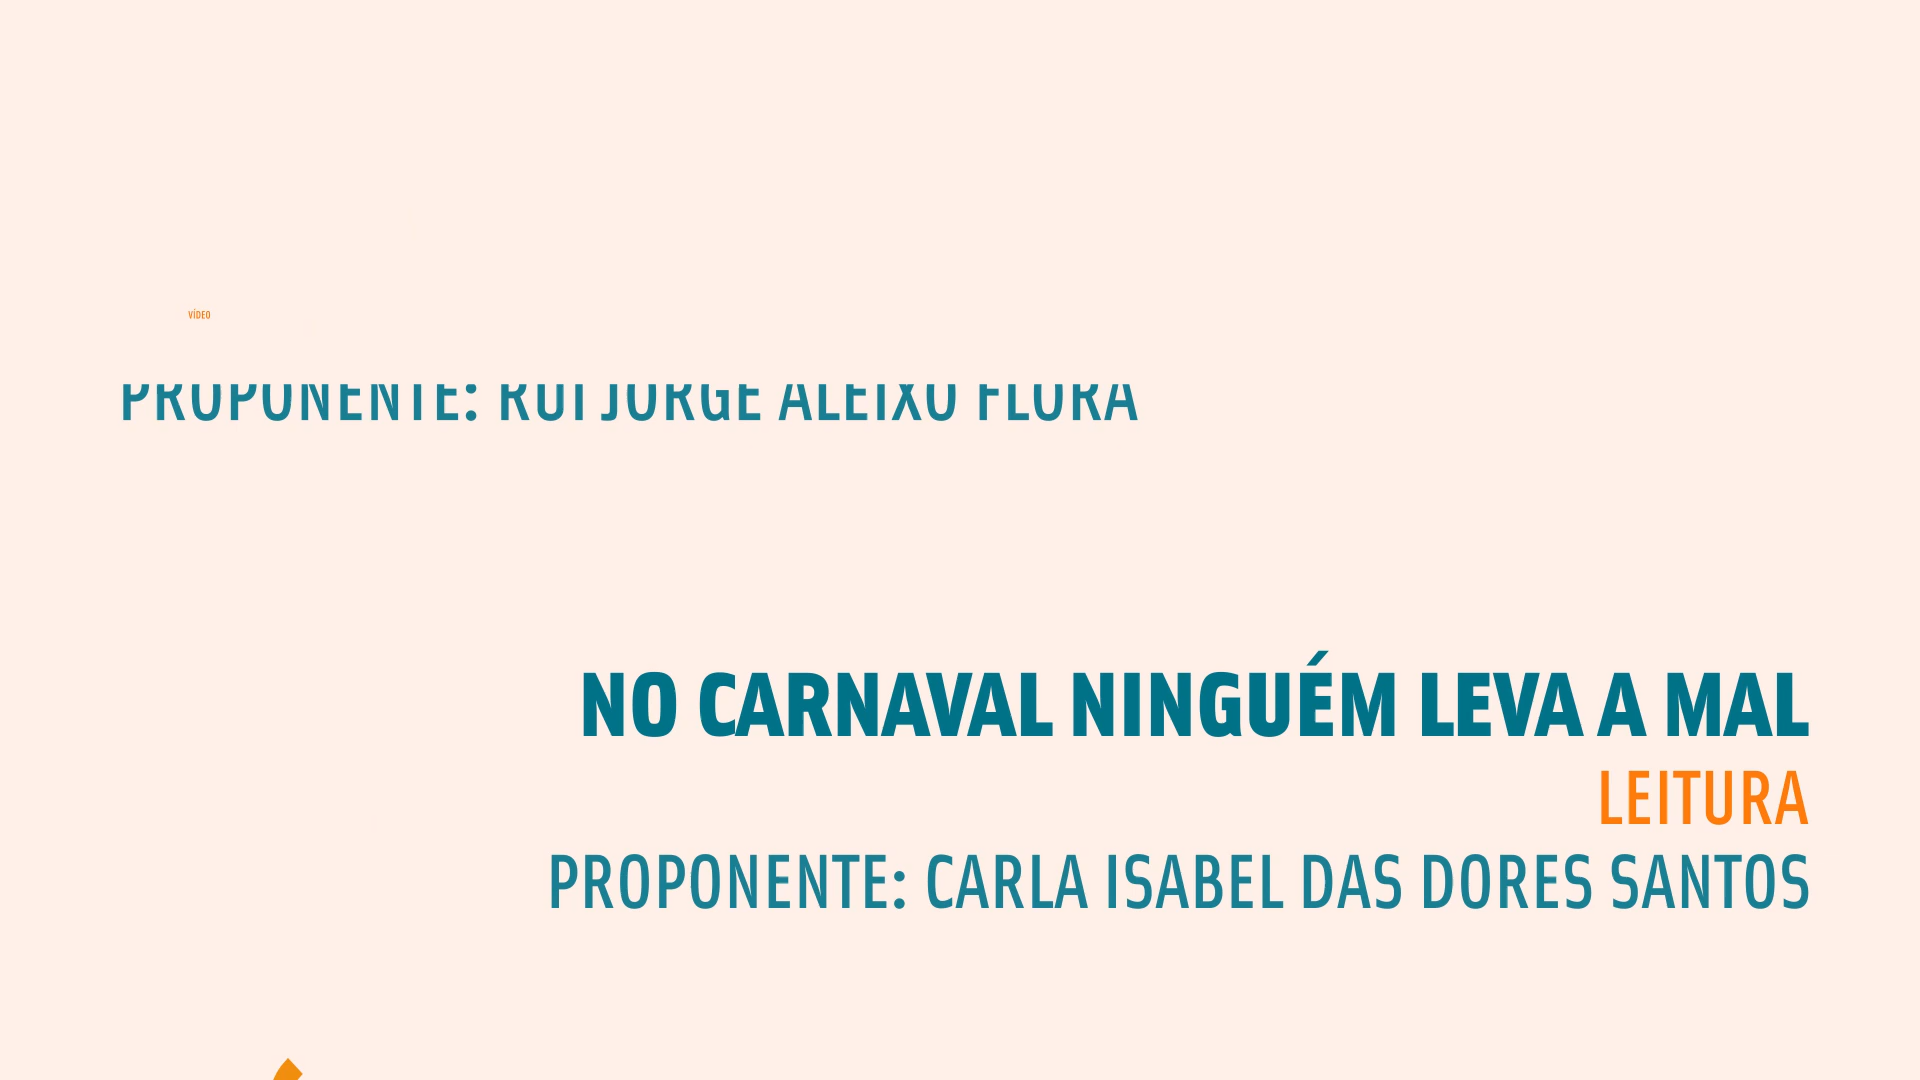 VÍDEO
PROPONENTE: RUI JORGE ALEIXO FLORA
NO CARNAVAL NINGUÉM LEVA A MAL
LEITURA
PROPONENTE: CARLA ISABEL DAS DORES SANTOS